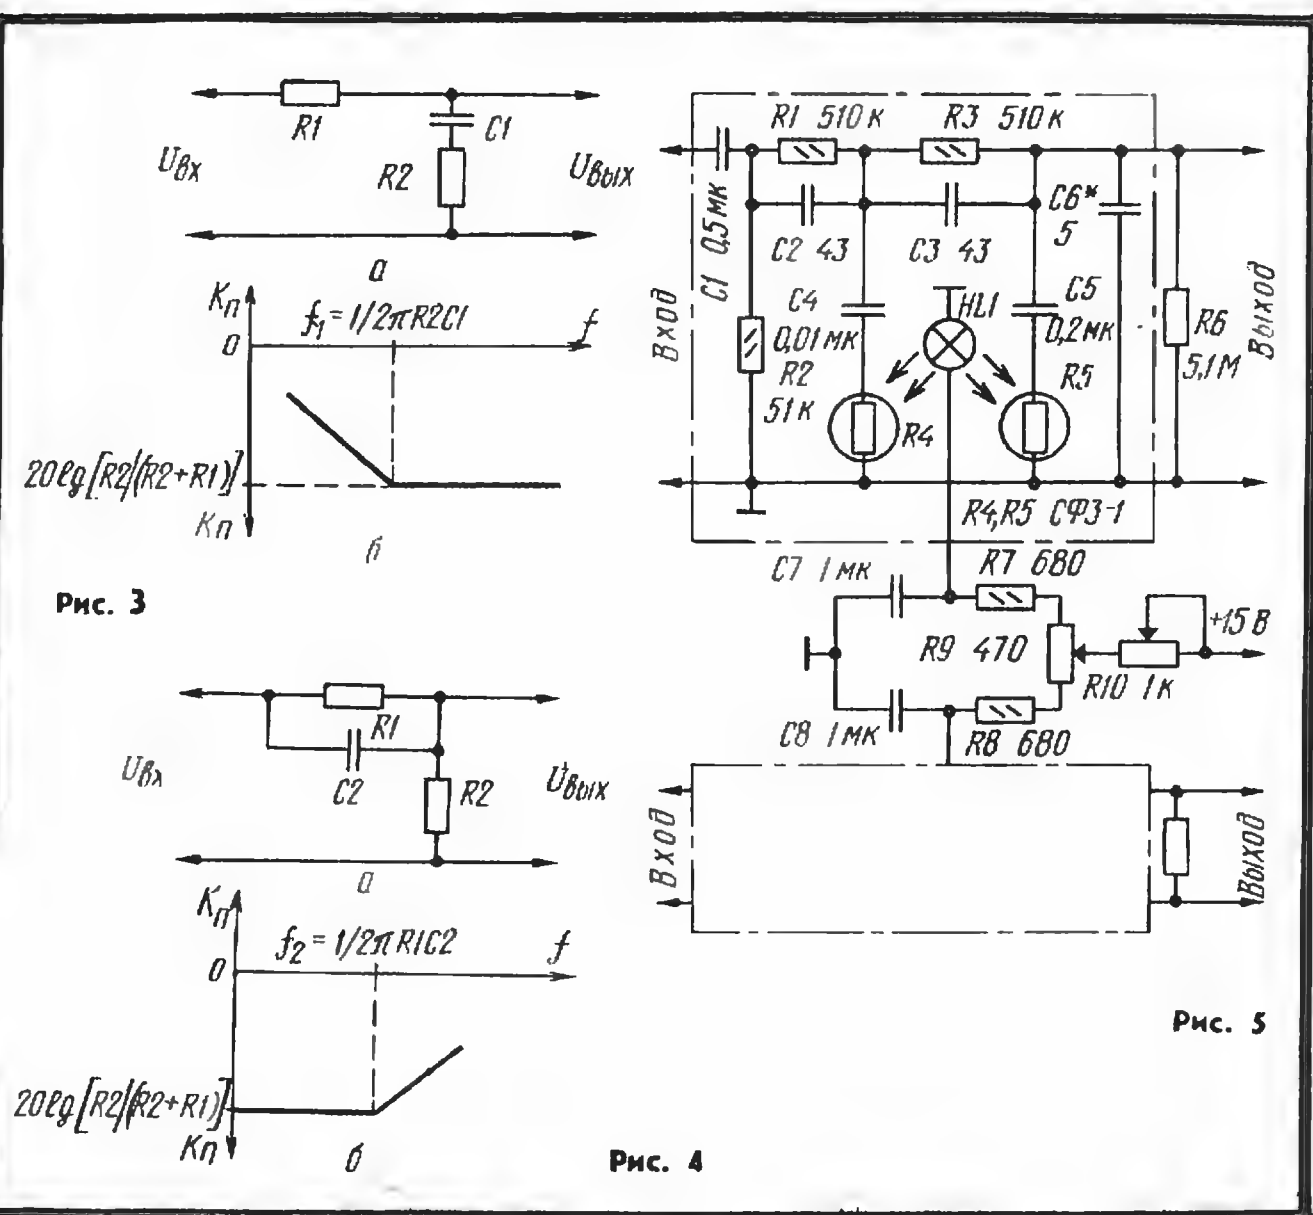 R1
C1
R2
Uвх
Uвых
а
Kп
0
f₁ = 1/2πR2C1
f
20lg[R2/(R2+R1)]
Kп
б
Рис. 3
R1
C2
R2
Uвх
Uвых
а
Kп
0
f₂ = 1/2πR1C2
f
20lg[R2/(R2+R1)]
Kп
б
Рис. 4
R1 510 к
R3 510 к
C1 0,5 мк
C2 43
C3 43
C6*
5
Вход
C4
0,01 мк
HL1
C5
0,2 мк
R2
51 к
R4
R5
R6
5,1 М
Выход
R4, R5 СФ3-1
C7 1 мк
R7 680
R9 470
+15 В
R10 1 к
C8 1 мк
R8 680
Вход
Выход
Рис. 5